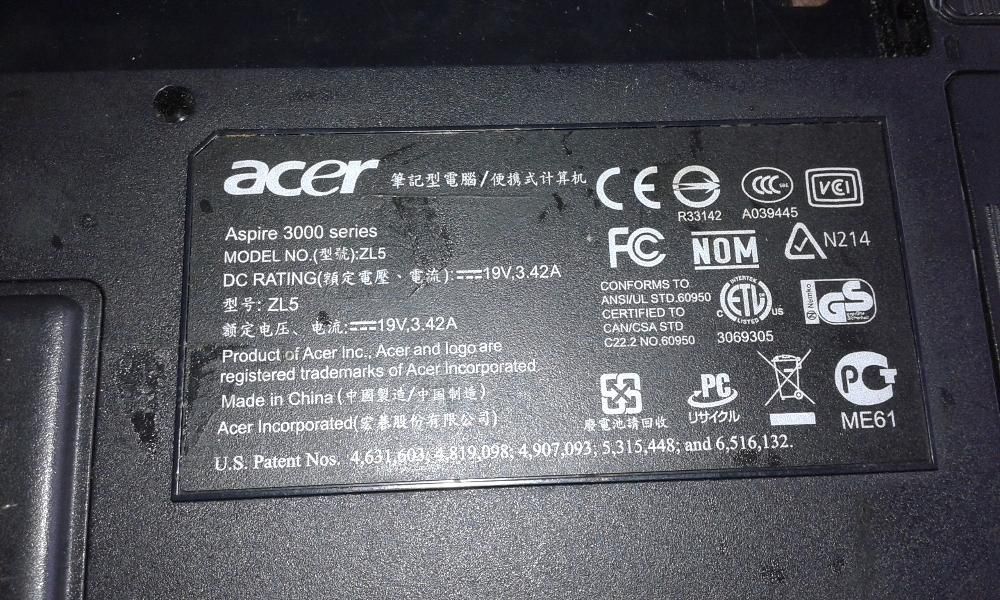 acer 筆記型電腦/便携式计算机
Aspire 3000 series
MODEL NO.(型號):ZL5
DC RATING(額定電壓、電流):⎓19V,3.42A
型号: ZL5
额定电压、电流:⎓19V,3.42A
Product of Acer Inc., Acer and logo are
registered trademarks of Acer Incorporated
Made in China (中國製造/中国制造)
Acer Incorporated(宏碁股份有限公司)
U.S. Patent Nos. 4,631,603; 4,819,098; 4,907,093; 5,315,448; and 6,516,132.
CE
R33142
CCC
A039445
VCI
FC
NOM
N214
CONFORMS TO
ANSI/UL STD.60950
CERTIFIED TO
CAN/CSA STD
C22.2 NO.60950
INTERTEK
c ETL us
LISTED
3069305
Nemko
GS
廢電池請回收
PC
リサイクル
ME61